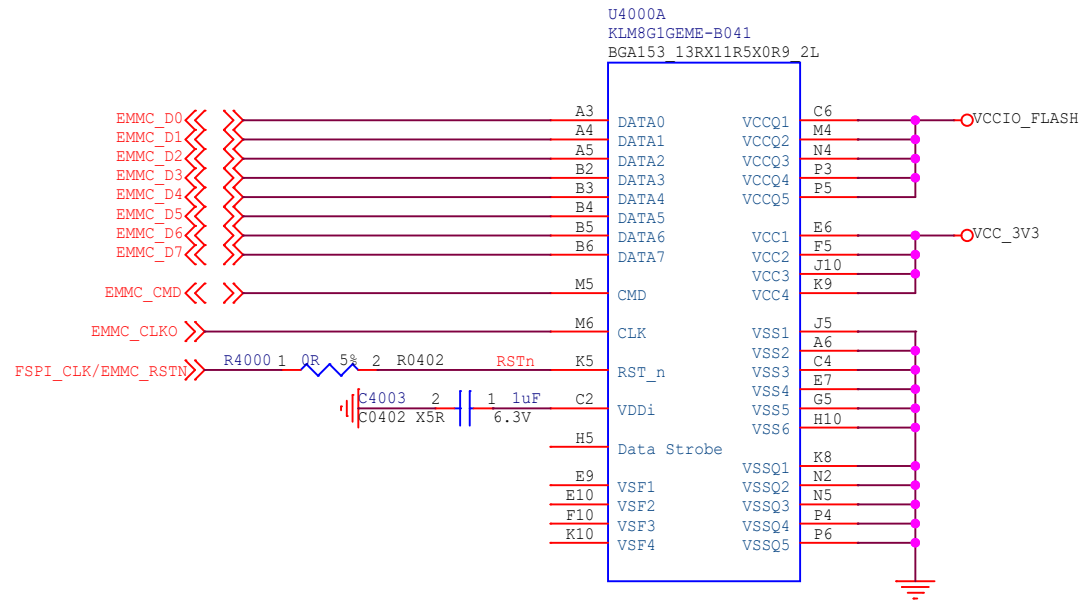 U4000A
KLM8G1GEME-B041
BGA153_13RX11R5X0R9_2L
EMMC_D0 A3 DATA0 VCCQ1 C6 VCCIO_FLASH
EMMC_D1 A4 DATA1 VCCQ2 M4
EMMC_D2 A5 DATA2 VCCQ3 N4
EMMC_D3 B2 DATA3 VCCQ4 P3
EMMC_D4 B3 DATA4 VCCQ5 P5
EMMC_D5 B4 DATA5
EMMC_D6 B5 DATA6 VCC1 E6 VCC_3V3
EMMC_D7 B6 DATA7 VCC2 F5
VCC3 J10
EMMC_CMD M5 CMD VCC4 K9
EMMC_CLKO M6 CLK VSS1 J5
VSS2 A6
FSPI_CLK/EMMC_RSTN R4000 1 0R 5% 2 R0402 RSTn K5 RST_n VSS3 C4
VSS4 E7
C4003 2 1 1uF C2 VDDi VSS5 G5
C0402 X5R 6.3V
VSS6 H10
H5 Data Strobe
VSSQ1 K8
E9 VSF1 VSSQ2 N2
E10 VSF2 VSSQ3 N5
F10 VSF3 VSSQ4 P4
K10 VSF4 VSSQ5 P6